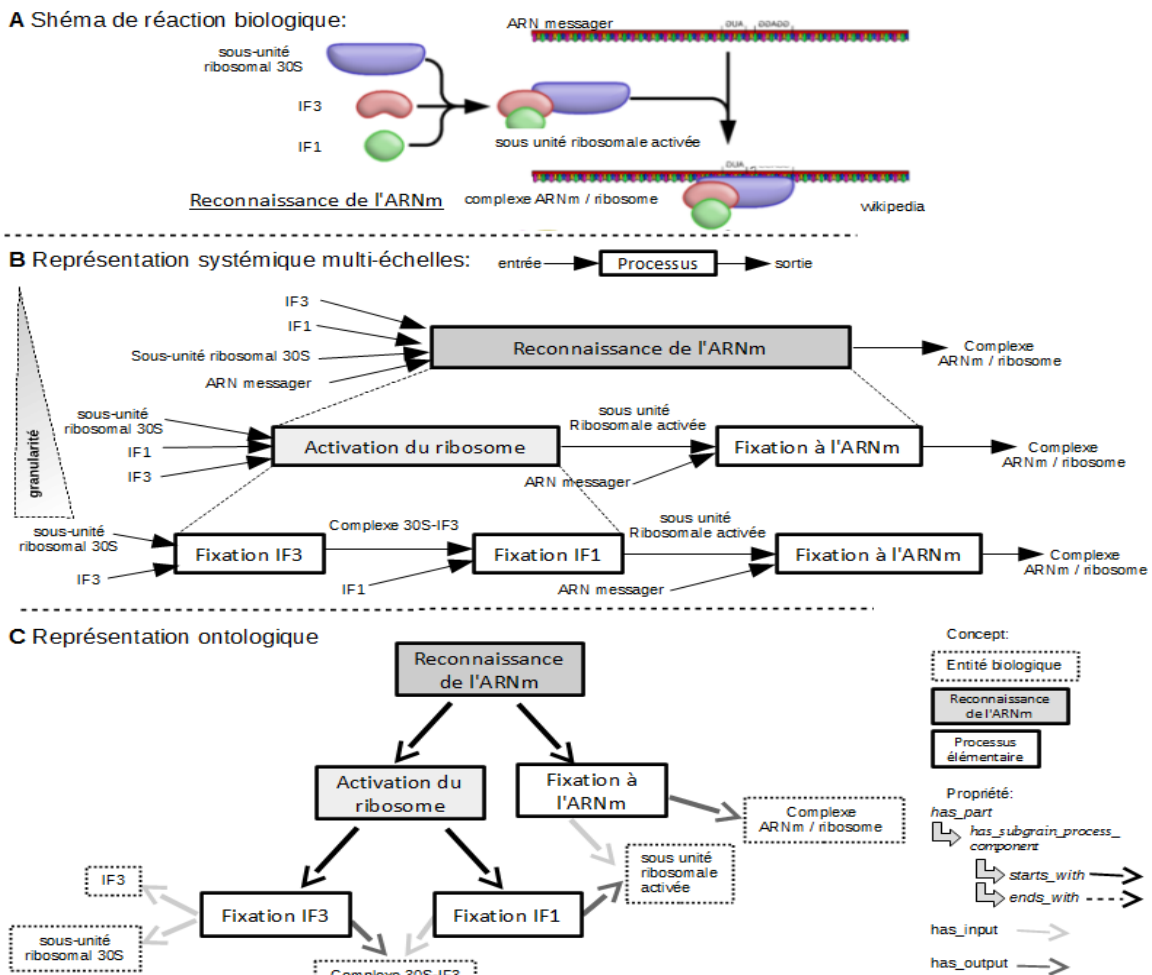 A Shéma de réaction biologique:
ARN messager
GUA GGAGG
sous-unité
ribosomal 30S
IF3
IF1
sous unité ribosomale activée
GUA
Reconnaissance de l'ARNm
complexe ARNm / ribosome
wikipedia
B Représentation systémique multi-échelles:
entrée
Processus
sortie
granularité
IF3
IF1
Sous-unité ribosomal 30S
ARN messager
Reconnaissance de l'ARNm
Complexe
ARNm / ribosome
sous-unité
ribosomal 30S
IF1
IF3
Activation du ribosome
sous unité
Ribosomale activée
ARN messager
Fixation à l'ARNm
Complexe
ARNm / ribosome
sous-unité
ribosomal 30S
IF3
Fixation IF3
Complexe 30S-IF3
IF1
Fixation IF1
sous unité
Ribosomale activée
ARN messager
Fixation à l'ARNm
Complexe
ARNm / ribosome
C Représentation ontologique
Reconnaissance
de l'ARNm
Activation du
ribosome
Fixation à
l'ARNm
Complexe
ARNm / ribosome
sous unité
ribosomale
activée
IF3
sous-unité
ribosomal 30S
Fixation IF3
Fixation IF1
Complexe 30S-IF3
Concept:
Entité biologique
Reconnaissance
de l'ARNm
Processus
élémentaire
Propriété:
has_part
has_subgrain_process_
component
starts_with
ends_with
has_input
has_output